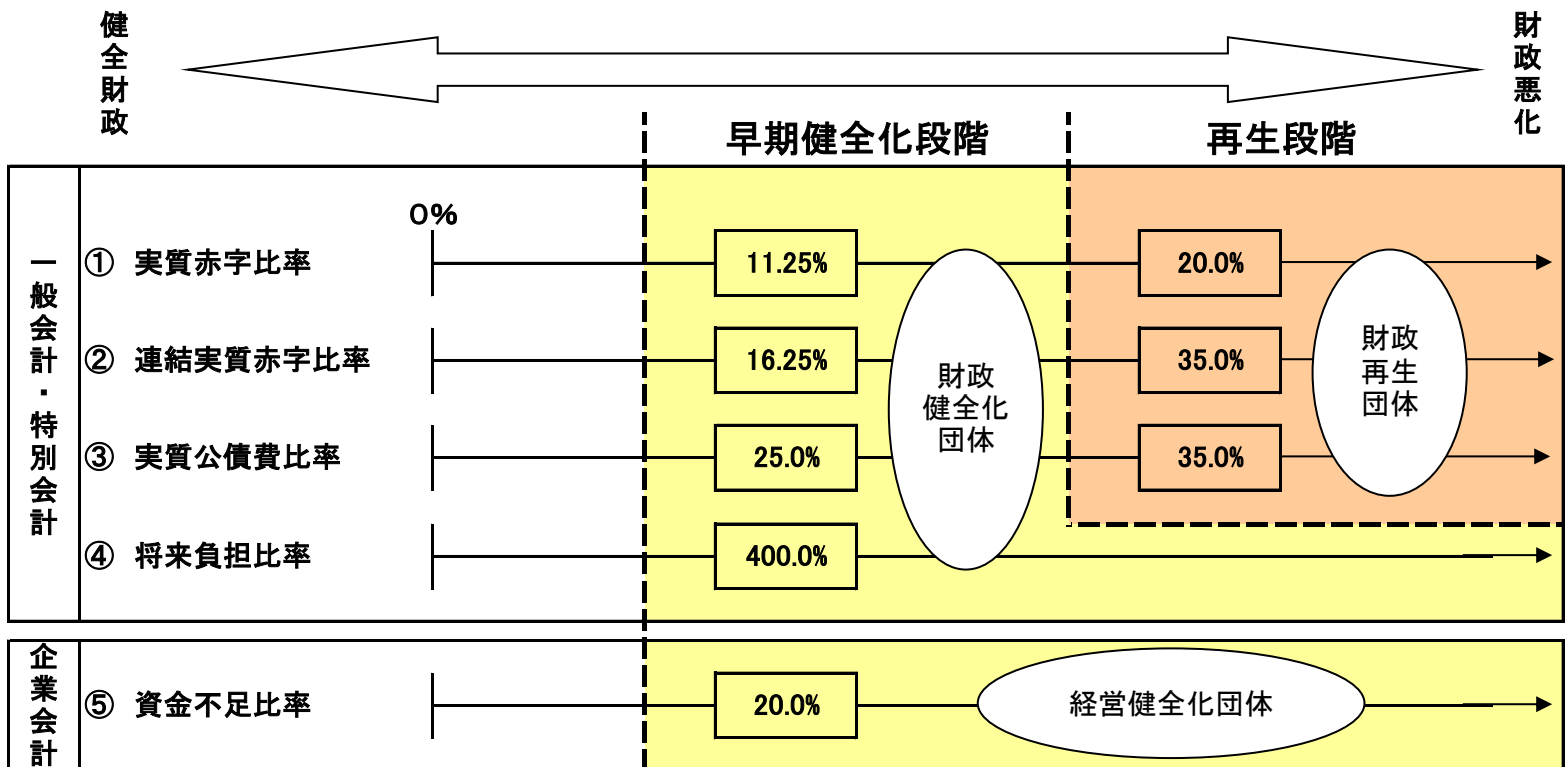 健全財政
財政悪化
早期健全化段階
再生段階
一般会計・特別会計
0%
① 実質赤字比率
11.25%
20.0%
② 連結実質赤字比率
16.25%
35.0%
③ 実質公債費比率
25.0%
35.0%
④ 将来負担比率
400.0%
財政
健全化
団体
財政
再生
団体
企業会計
⑤ 資金不足比率
20.0%
経営健全化団体